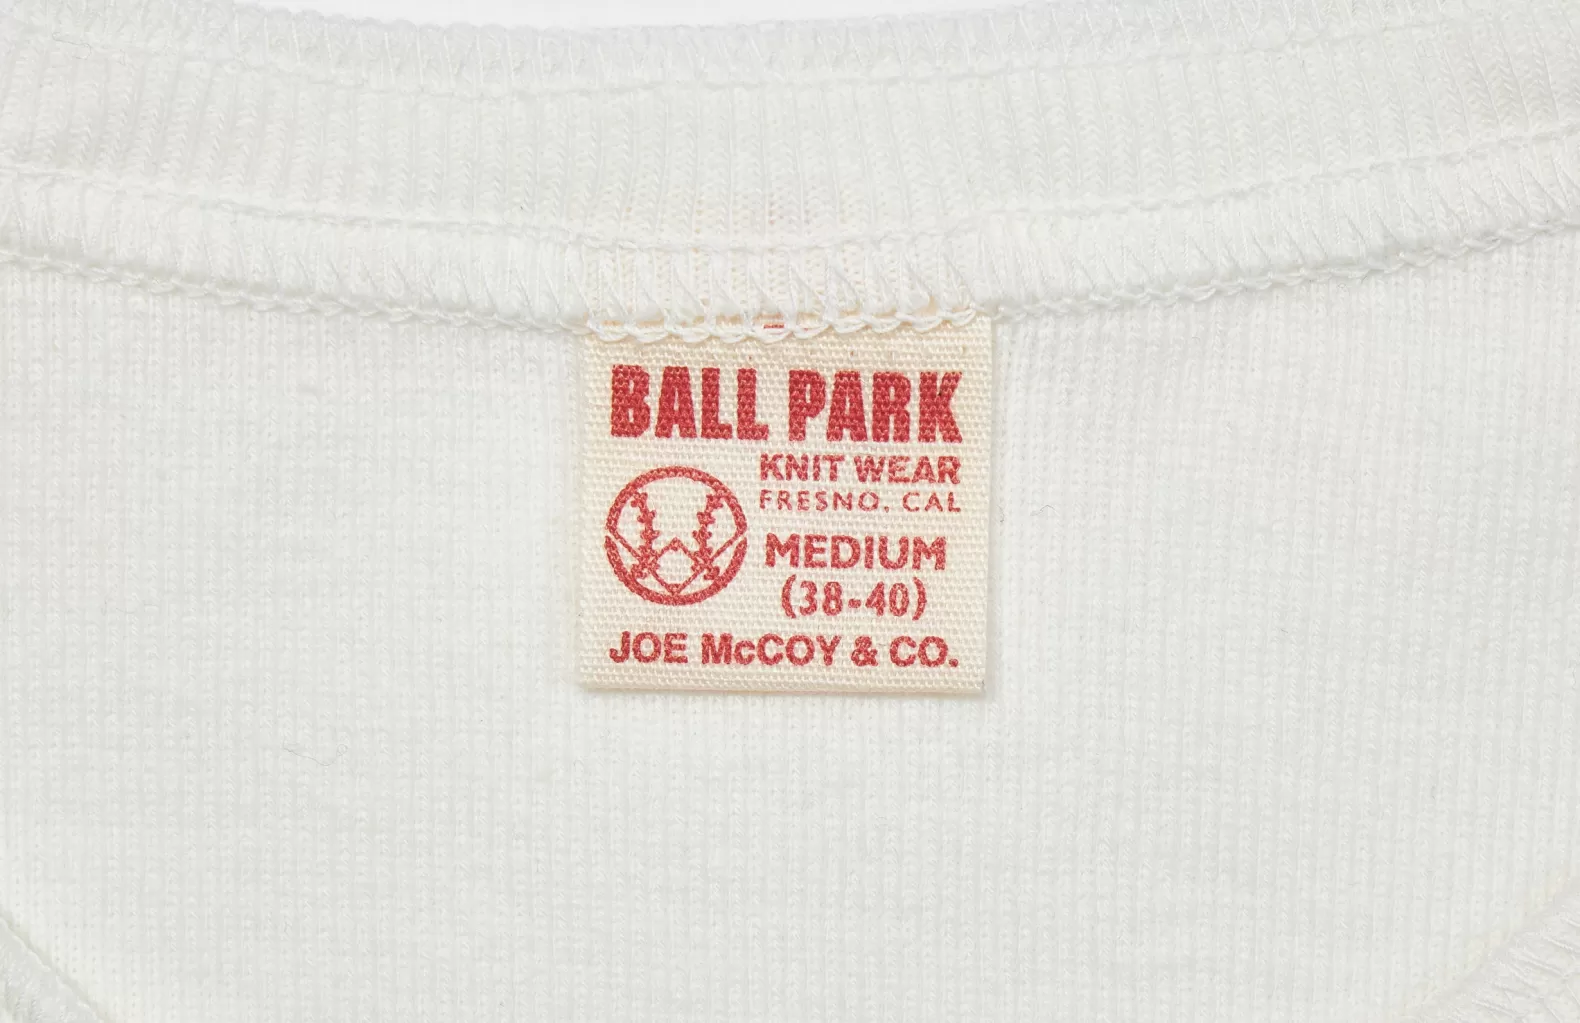 BALL PARK
KNIT WEAR
FRESNO. CAL
MEDIUM
(38-40)
JOE McCOY & CO.